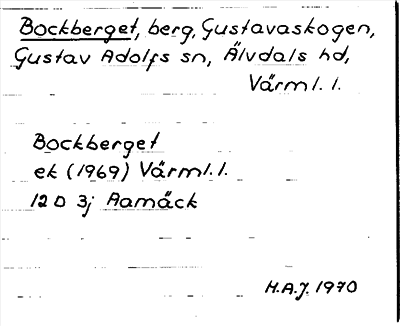 Bockberget, berg, Gustavaskogen,
Gustav Adolfs sn, Älvdals hd,
Värml. l.
Bockberget
ek (1969) Värml. l.
12 D 3j Aamäck
H.A.J. 1970